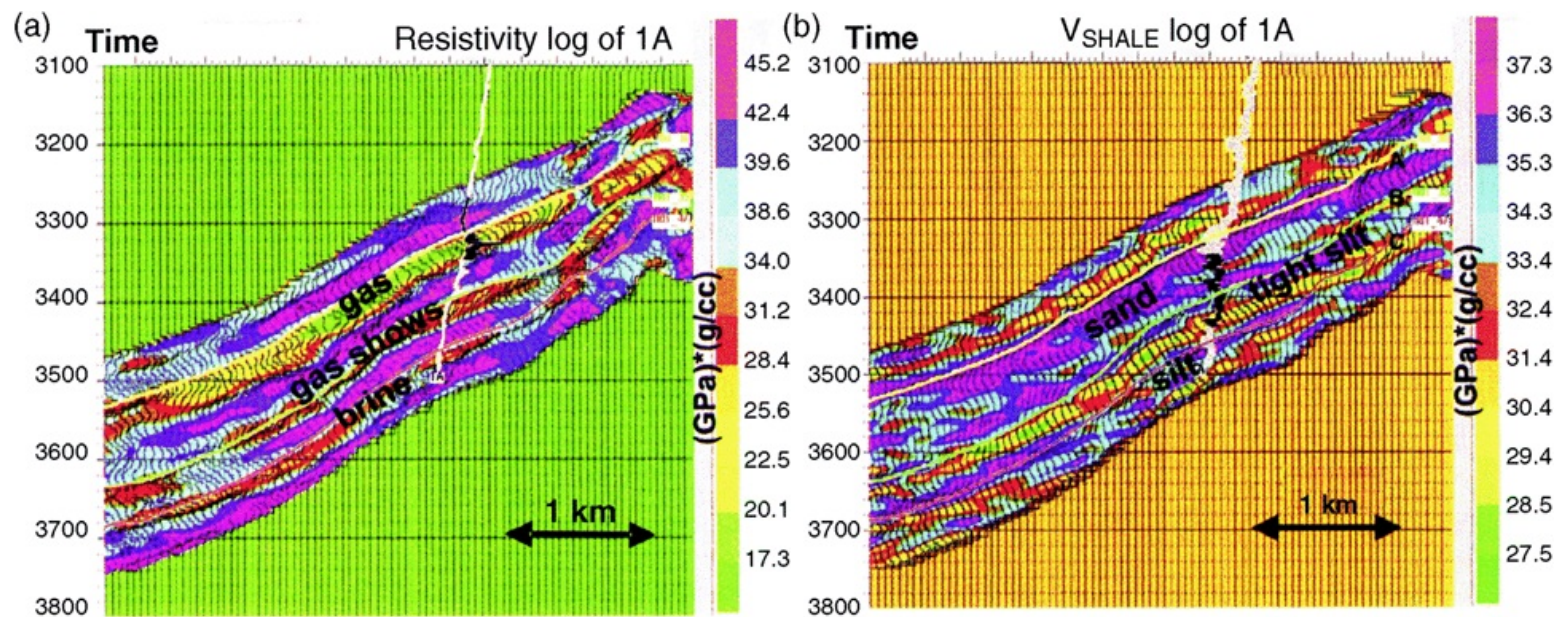 (a) Time Resistivity log of 1A
3100
3200
3300
3400
3500
3600
3700
3800
gas
gas shows
brine
1A
1 km
45.2
42.4
39.6
38.6
34.0
31.2
28.4
25.6
22.5
20.1
17.3
(GPa)*(g/cc)
(b) Time VSHALE log of 1A
3100
3200
3300
3400
3500
3600
3700
3800
A
B
C
sand
tight silt
silt
1 km
37.3
36.3
35.3
34.3
33.4
32.4
31.4
30.4
29.4
28.5
27.5
(GPa)*(g/cc)